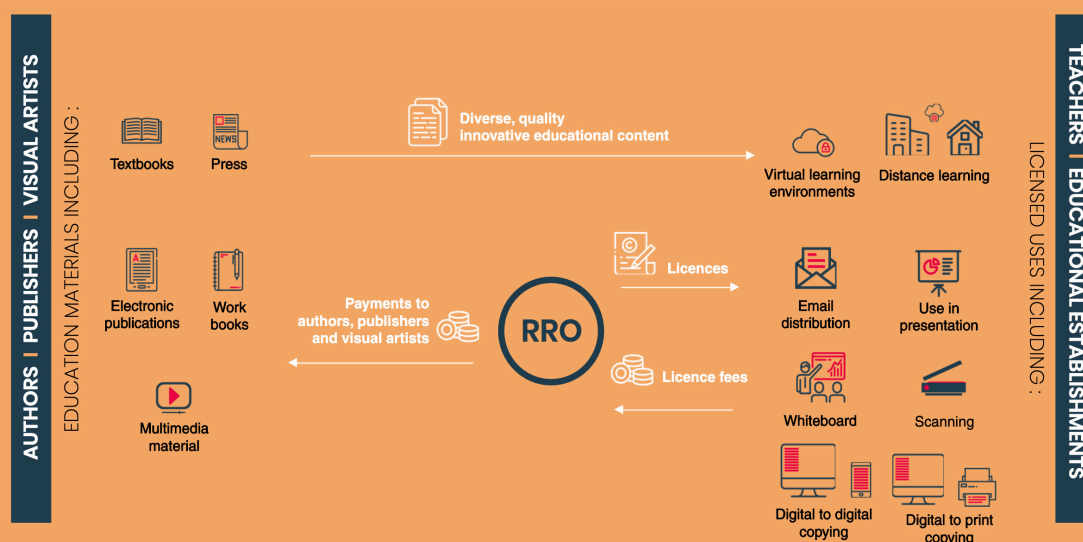 AUTHORS I PUBLISHERS I VISUAL ARTISTS
EDUCATION MATERIALS INCLUDING :
Textbooks
NEWS
Press
A
Electronic
publications
Work
books
Multimedia
material
Diverse, quality
innovative educational content
Payments to
authors, publishers
and visual artists
RRO
©
Licences
Licence fees
Virtual learning
environments
Distance learning
Email
distribution
Use in
presentation
Whiteboard
Scanning
Digital to digital
copying
Digital to print
copying
LICENSED USES INCLUDING :
TEACHERS I EDUCATIONAL ESTABLISHMENTS